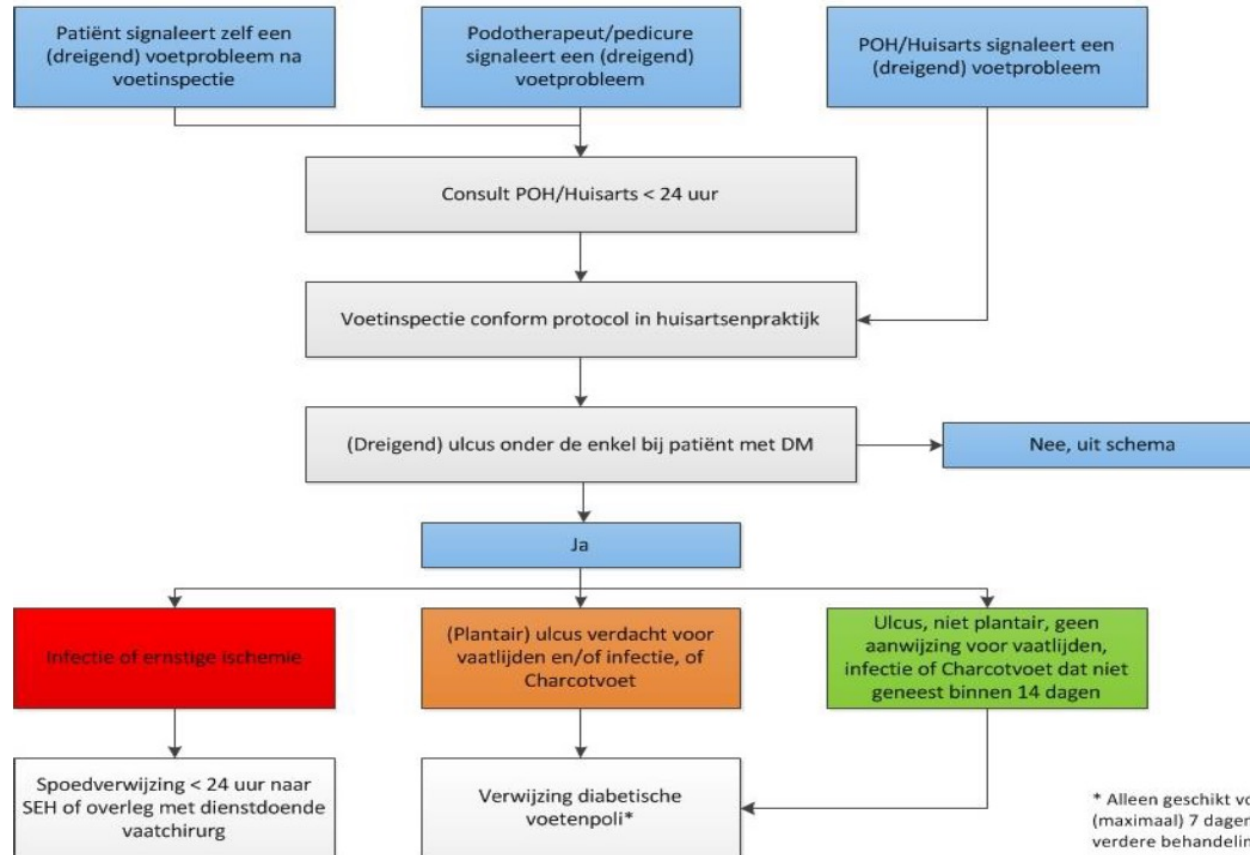 Patiënt signaleert zelf een
(dreigend) voetprobleem na
voetinspectie
Podotherapeut/pedicure
signaleert een (dreigend)
voetprobleem
POH/Huisarts signaleert een
(dreigend) voetprobleem
Consult POH/Huisarts < 24 uur
Voetinspectie conform protocol in huisartsenpraktijk
(Dreigend) ulcus onder de enkel bij patiënt met DM
Nee, uit schema
Ja
Infectie of ernstige ischemie
(Plantair) ulcus verdacht voor
vaatlijden en/of infectie, of
Charcotvoet
Ulcus, niet plantair, geen
aanwijzing voor vaatlijden,
infectie of Charcotvoet dat niet
geneest binnen 14 dagen
Spoedverwijzing < 24 uur naar
SEH of overleg met dienstdoende
vaatchirurg
Verwijzing diabetische
voetenpoli*
* Alleen geschikt
(maximaal) 7 dagen
verdere